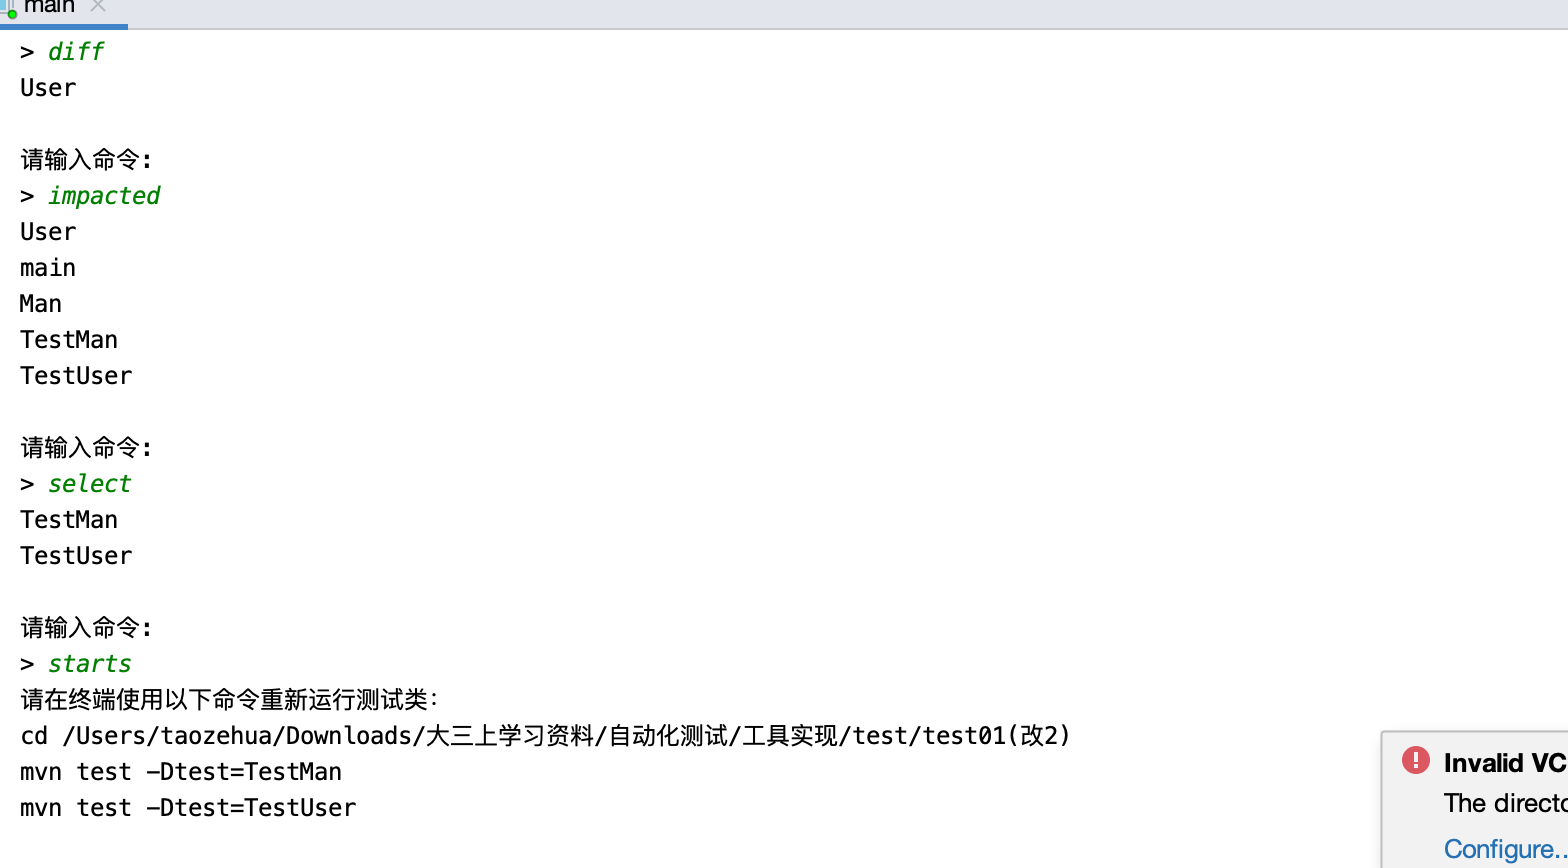 main
> diff
User
请输入命令:
> impacted
User
main
Man
TestMan
TestUser
请输入命令:
> select
TestMan
TestUser
请输入命令:
> starts
请在终端使用以下命令重新运行测试类:
cd /Users/taozehua/Downloads/大三上学习资料/自动化测试/工具实现/test/test01(改2)
mvn test -Dtest=TestMan
mvn test -Dtest=TestUser
Invalid VC
The directo
Configure..